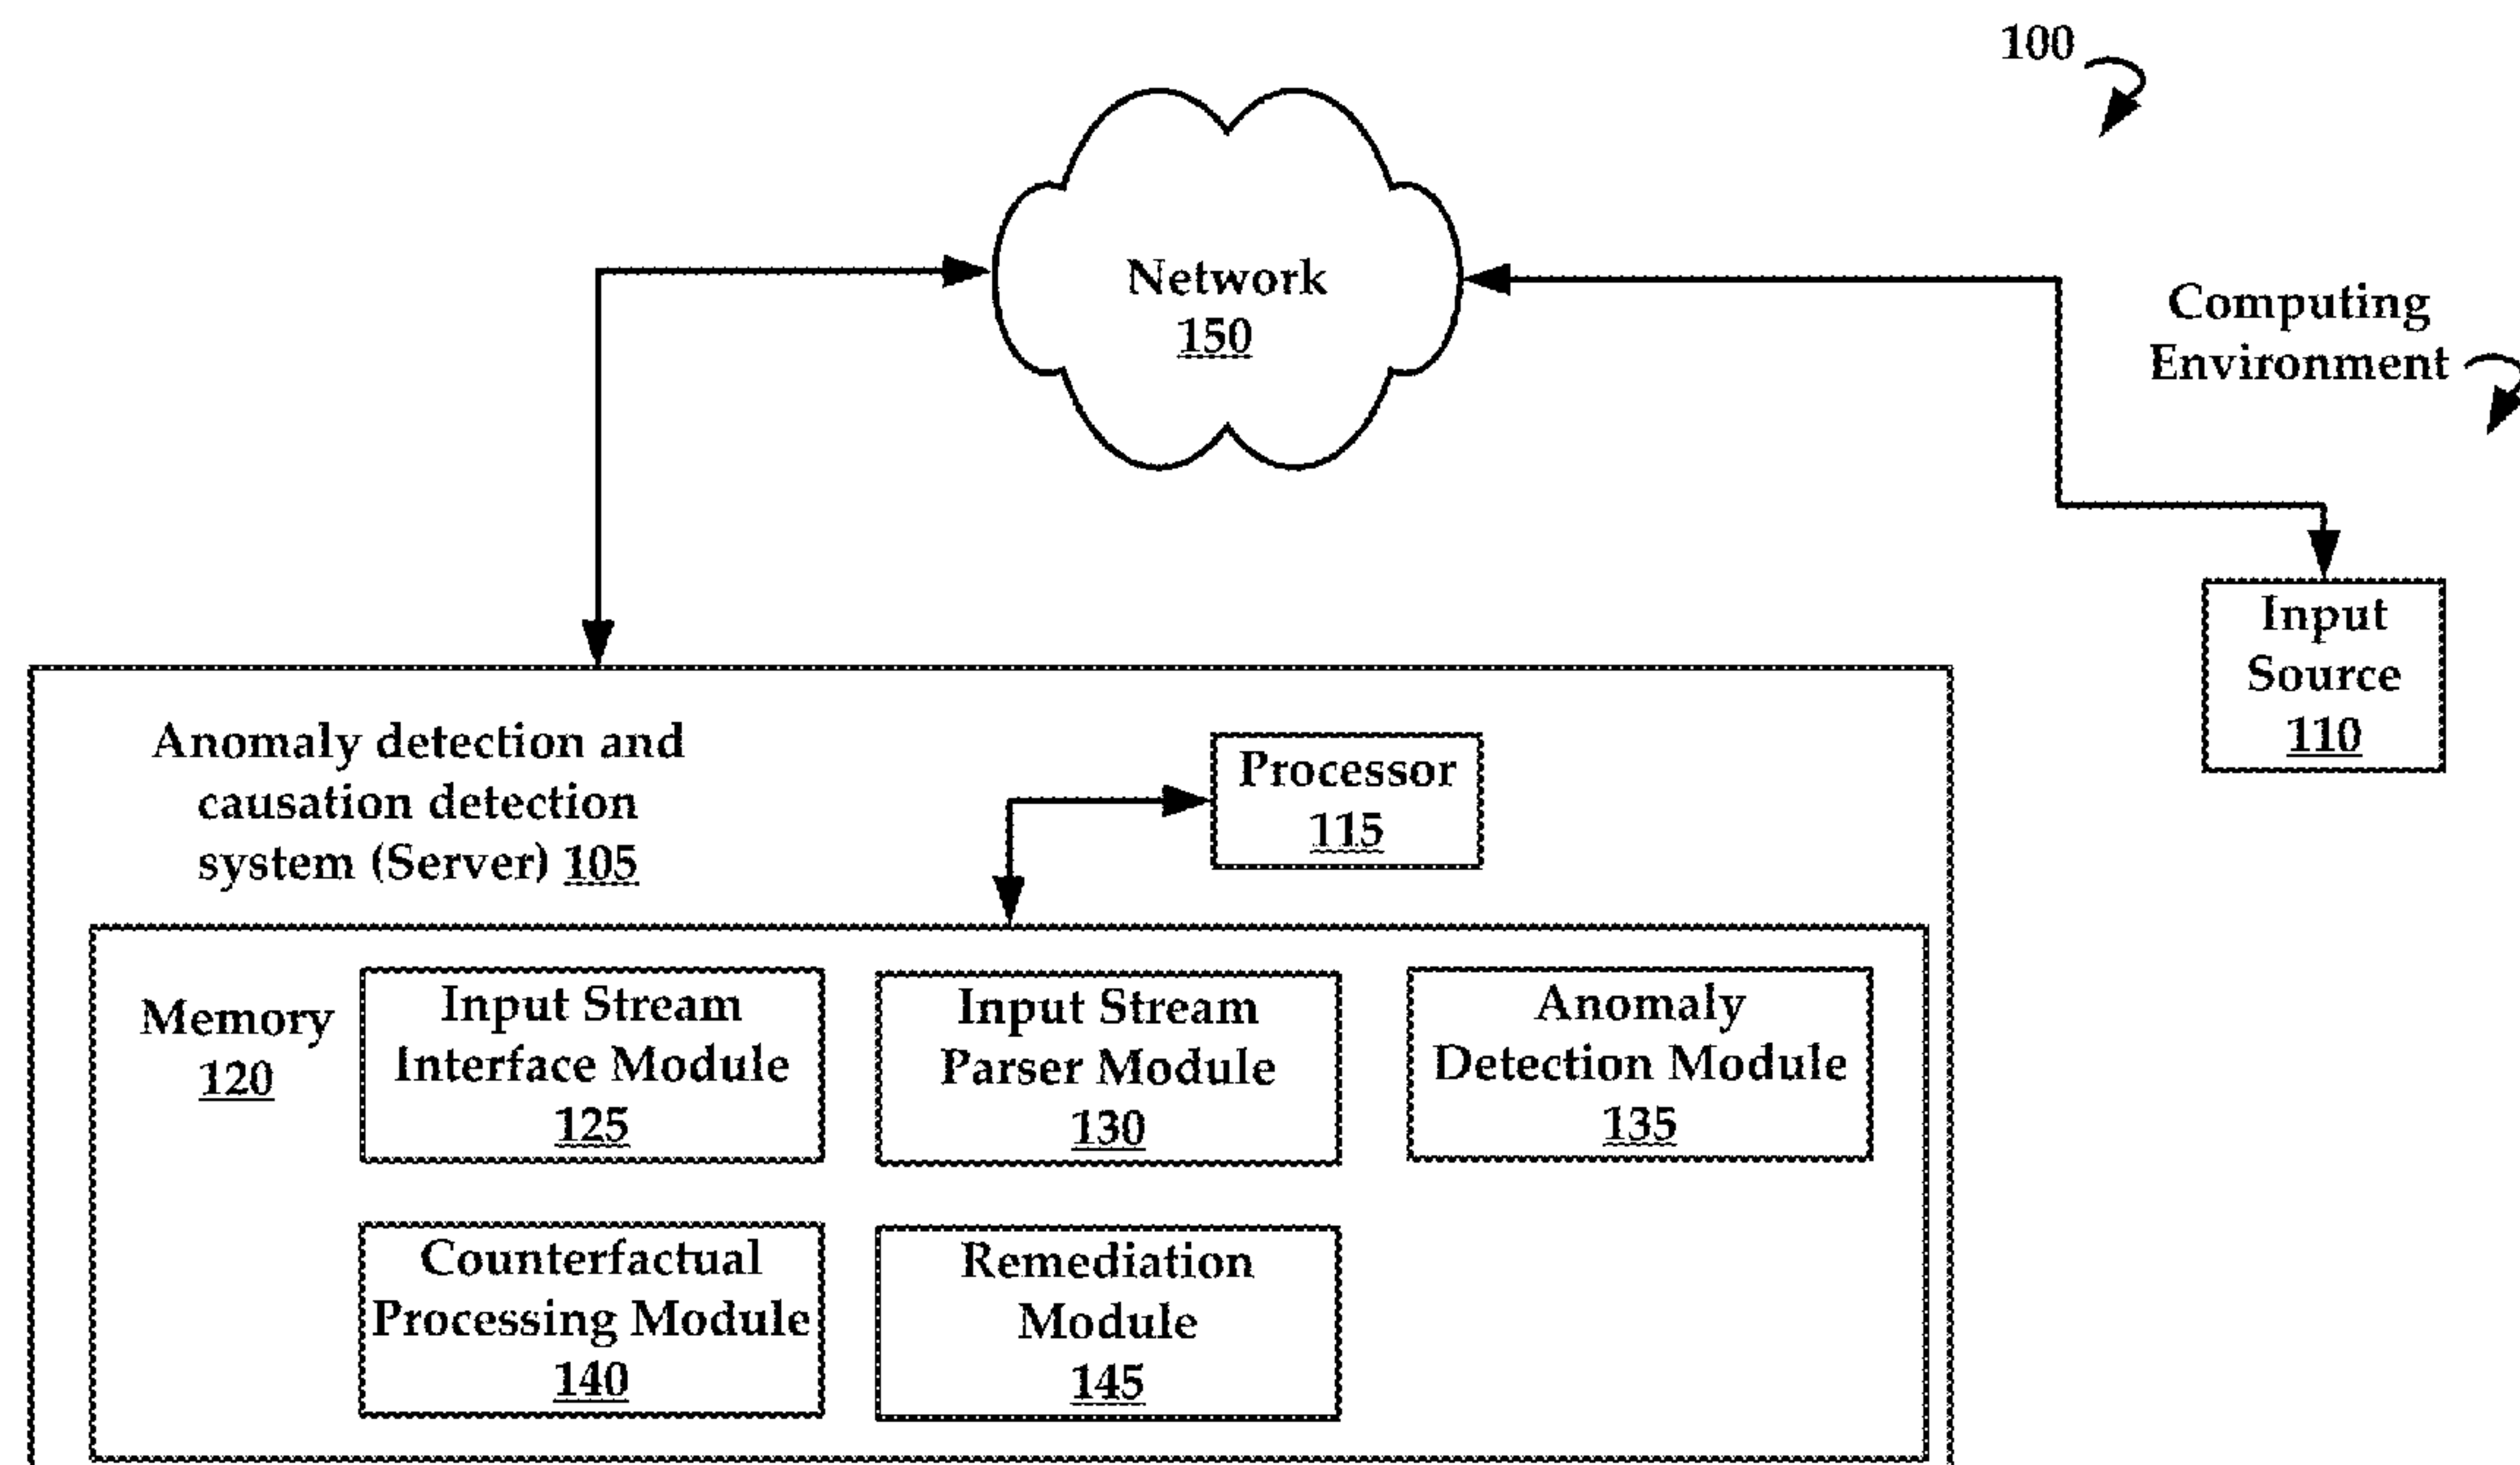 100
Network
150
Computing
Environment
Input
Source
110
Anomaly detection and
causation detection
system (Server) 105
Processor
115
Memory
120
Input Stream
Interface Module
125
Input Stream
Parser Module
130
Anomaly
Detection Module
135
Counterfactual
Processing Module
140
Remediation
Module
145